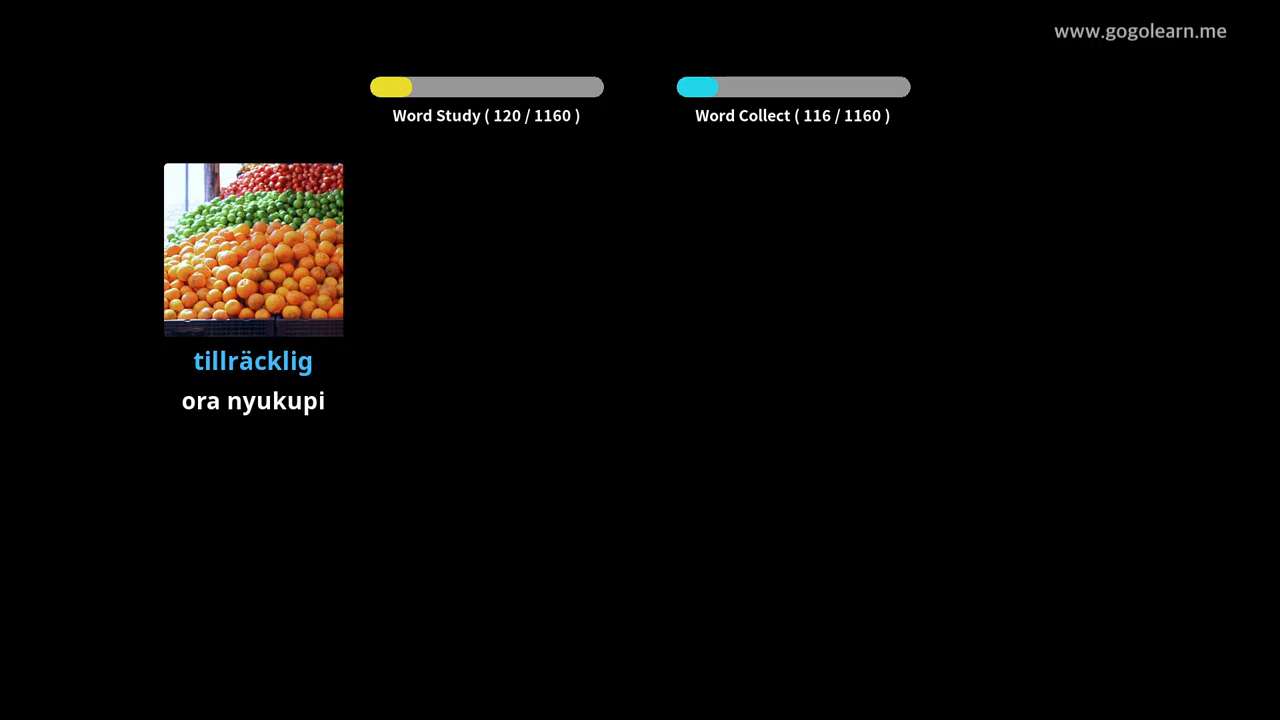 www.gogolearn.me
Word Study ( 120 / 1160 )
Word Collect ( 116 / 1160 )
tillräcklig
ora nyukupi